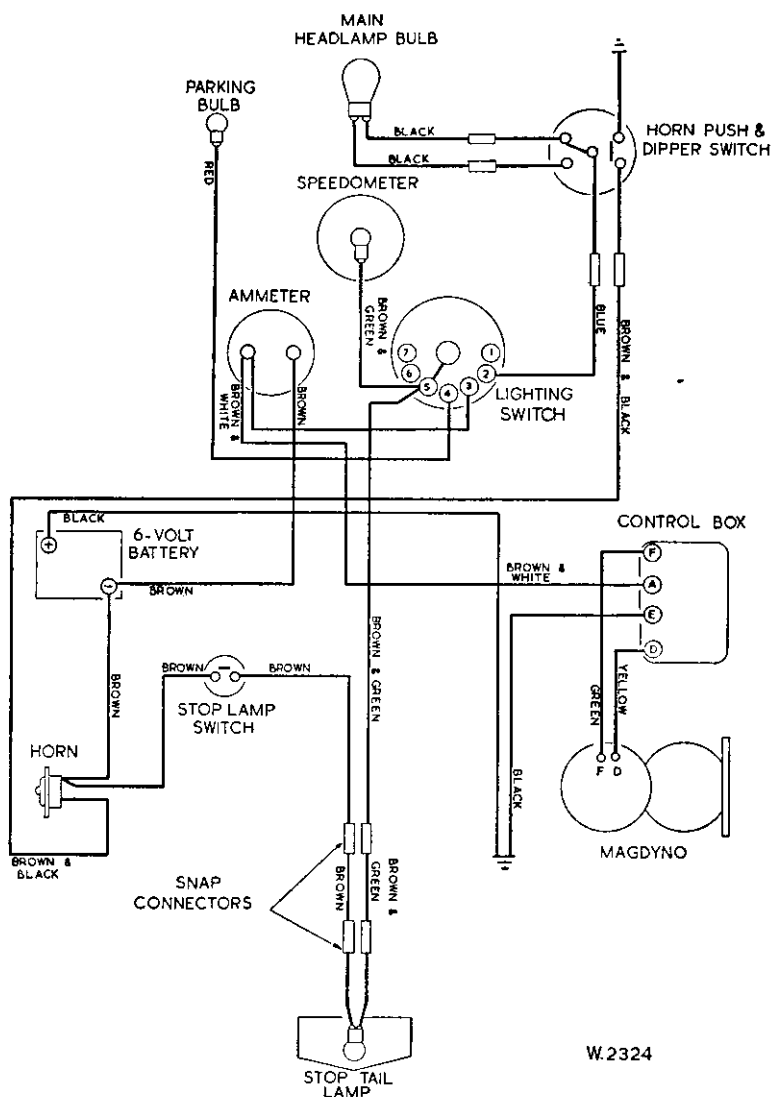 MAIN
HEADLAMP BULB
PARKING
BULB
HORN PUSH &
DIPPER SWITCH
BLACK
BLACK
RED
SPEEDOMETER
AMMETER
BROWN &
GREEN
BLUE
BROWN & BLACK
7
6
5
4
3
2
1
LIGHTING
SWITCH
BROWN &
WHITE
BROWN
BLACK
+
6-VOLT
BATTERY
-
BROWN
CONTROL BOX
F
A
E
D
BROWN &
WHITE
BROWN & GREEN
BROWN
BROWN
BROWN
STOP LAMP
SWITCH
GREEN
YELLOW
HORN
BLACK
F D
MAGDYNO
BROWN &
BLACK
SNAP
CONNECTORS
BROWN
BROWN &
GREEN
STOP TAIL
LAMP
W.2324